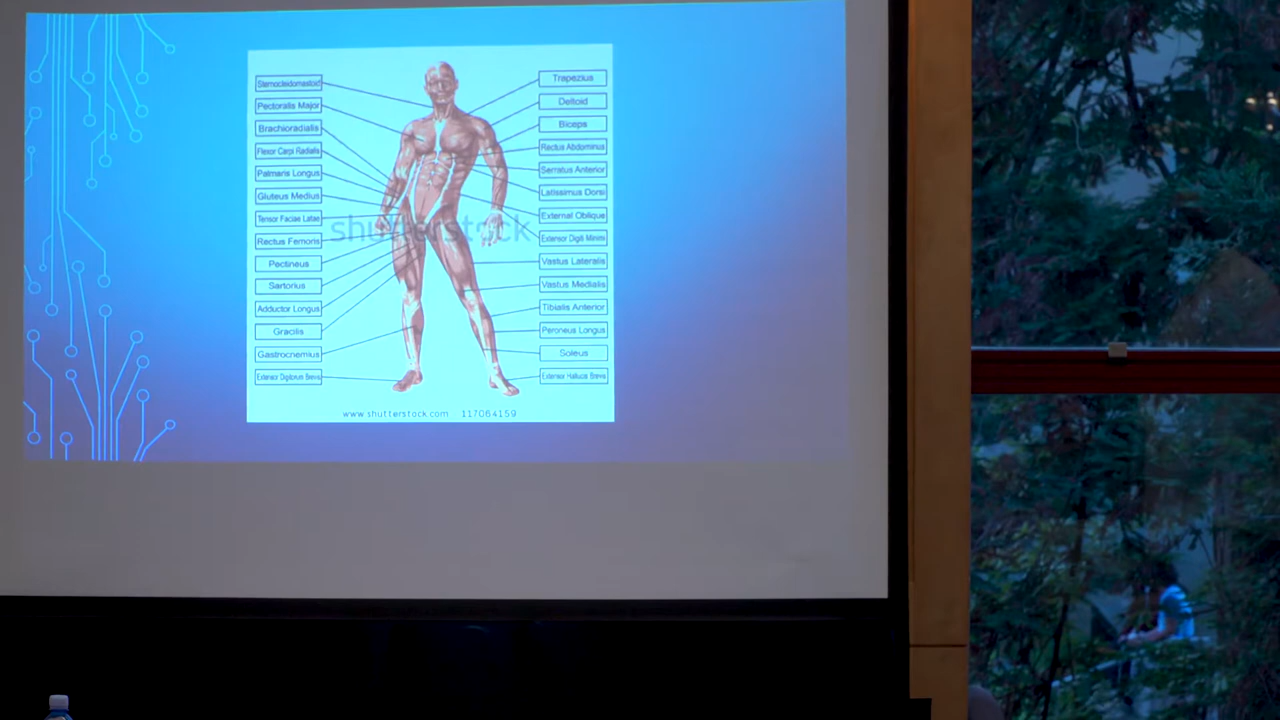 Sternocleidomastoid
Pectoralis Major
Brachioradialis
Flexor Carpi Radialis
Palmaris Longus
Gluteus Medius
Tensor Faciae Latae
Rectus Femoris
Pectineus
Sartorius
Adductor Longus
Gracilis
Gastrocnemius
Extensor Digitorum Brevis
Trapezius
Deltoid
Biceps
Rectus Abdominus
Serratus Anterior
Latissimus Dorsi
External Oblique
Extensor Digiti Minimi
Vastus Lateralis
Vastus Medialis
Tibialis Anterior
Peroneus Longus
Soleus
Extensor Hallucis Brevis
shutterstock
www.shutterstock.com 117064159